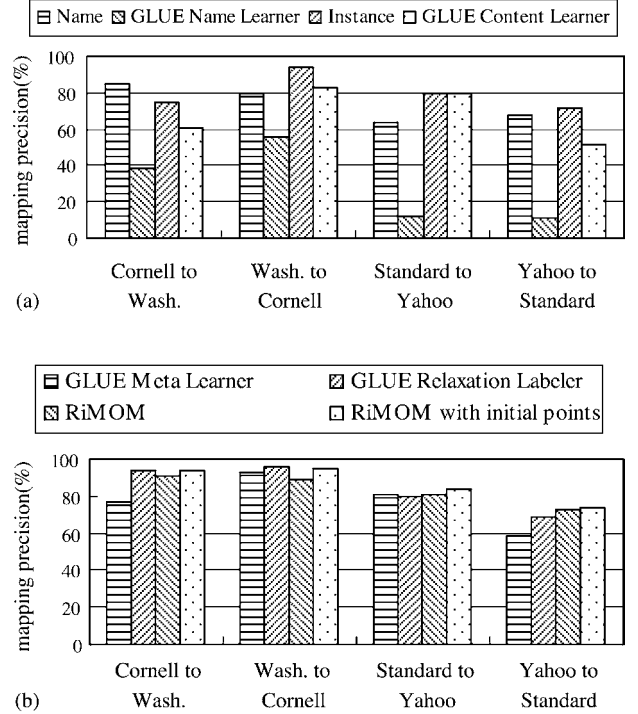 Name GLUE Name Learner Instance GLUE Content Learner
mapping precision(%)
100
80
60
40
20
0
Cornell to Wash. to Standard to Yahoo to
Wash. Cornell Yahoo Standard
(a)
GLUE Meta Learner GLUE Relaxation Labeler
RiMOM RiMOM with initial points
mapping precision(%)
100
80
60
40
20
0
Cornell to Wash. to Standard to Yahoo to
Wash. Cornell Yahoo Standard
(b)